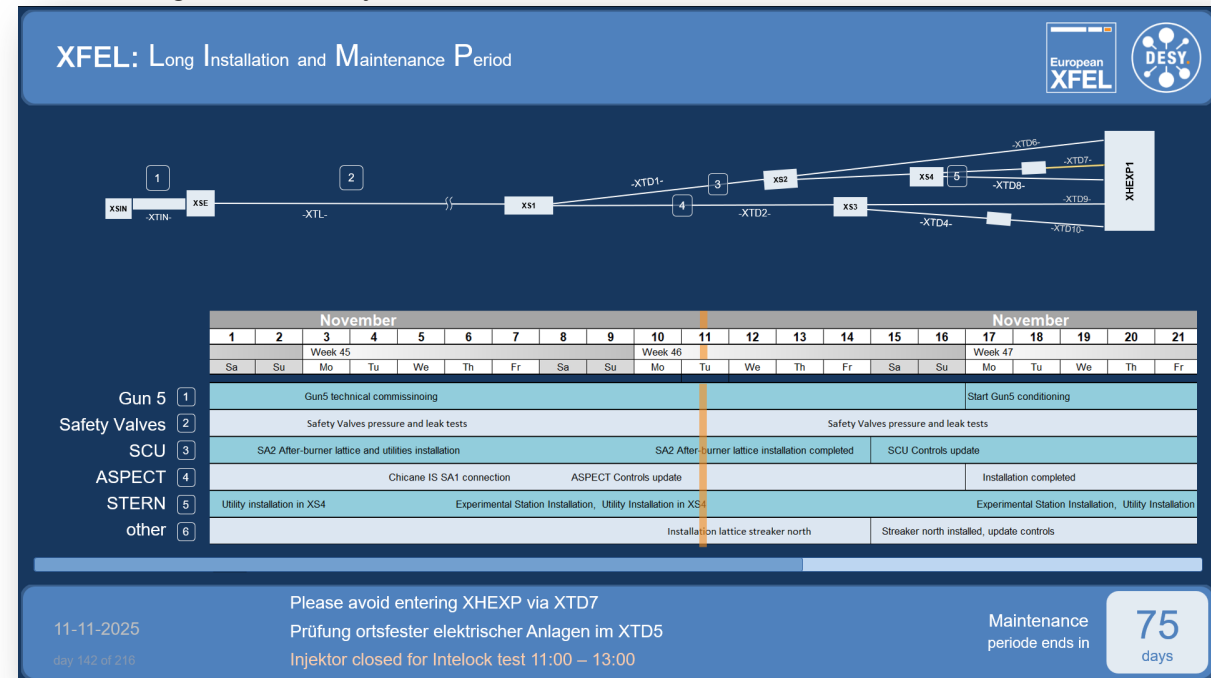 XFEL: Long Installation and Maintenance Period
European
XFEL
DESY.
1
2
3
4
5
XSIN
-XTIN-
XSE
-XTL-
XS1
-XTD1-
-XTD2-
XS2
XS3
XS4
-XTD4-
-XTD6-
-XTD7-
-XTD8-
-XTD9-
-XTD10-
XHEXP1
November November
1 2 3 4 5 6 7 8 9 10 11 12 13 14 15 16 17 18 19 20 21
Week 45 Week 46 Week 47
Sa Su Mo Tu We Th Fr Sa Su Mo Tu We Th Fr Sa Su Mo Tu We Th Fr
Gun 5 1 Gun5 technical commissinoing Start Gun5 conditioning
Safety Valves 2 Safety Valves pressure and leak tests Safety Valves pressure and leak tests
SCU 3 SA2 After-burner lattice and utilities installation SA2 After-burner lattice installation completed SCU Controls update
ASPECT 4 Chicane IS SA1 connection ASPECT Controls update Installation completed
STERN 5 Utility installation in XS4 Experimental Station Installation, Utility Installation in XS4 Experimental Station Installation, Utility Installation
other 6 Installation lattice streaker north Streaker north installed, update controls
Please avoid entering XHEXP via XTD7
11-11-2025 Prüfung ortsfester elektrischer Anlagen im XTD5
day 142 of 216 Injektor closed for Intelock test 11:00 – 13:00
Maintenance
periode ends in
75
days